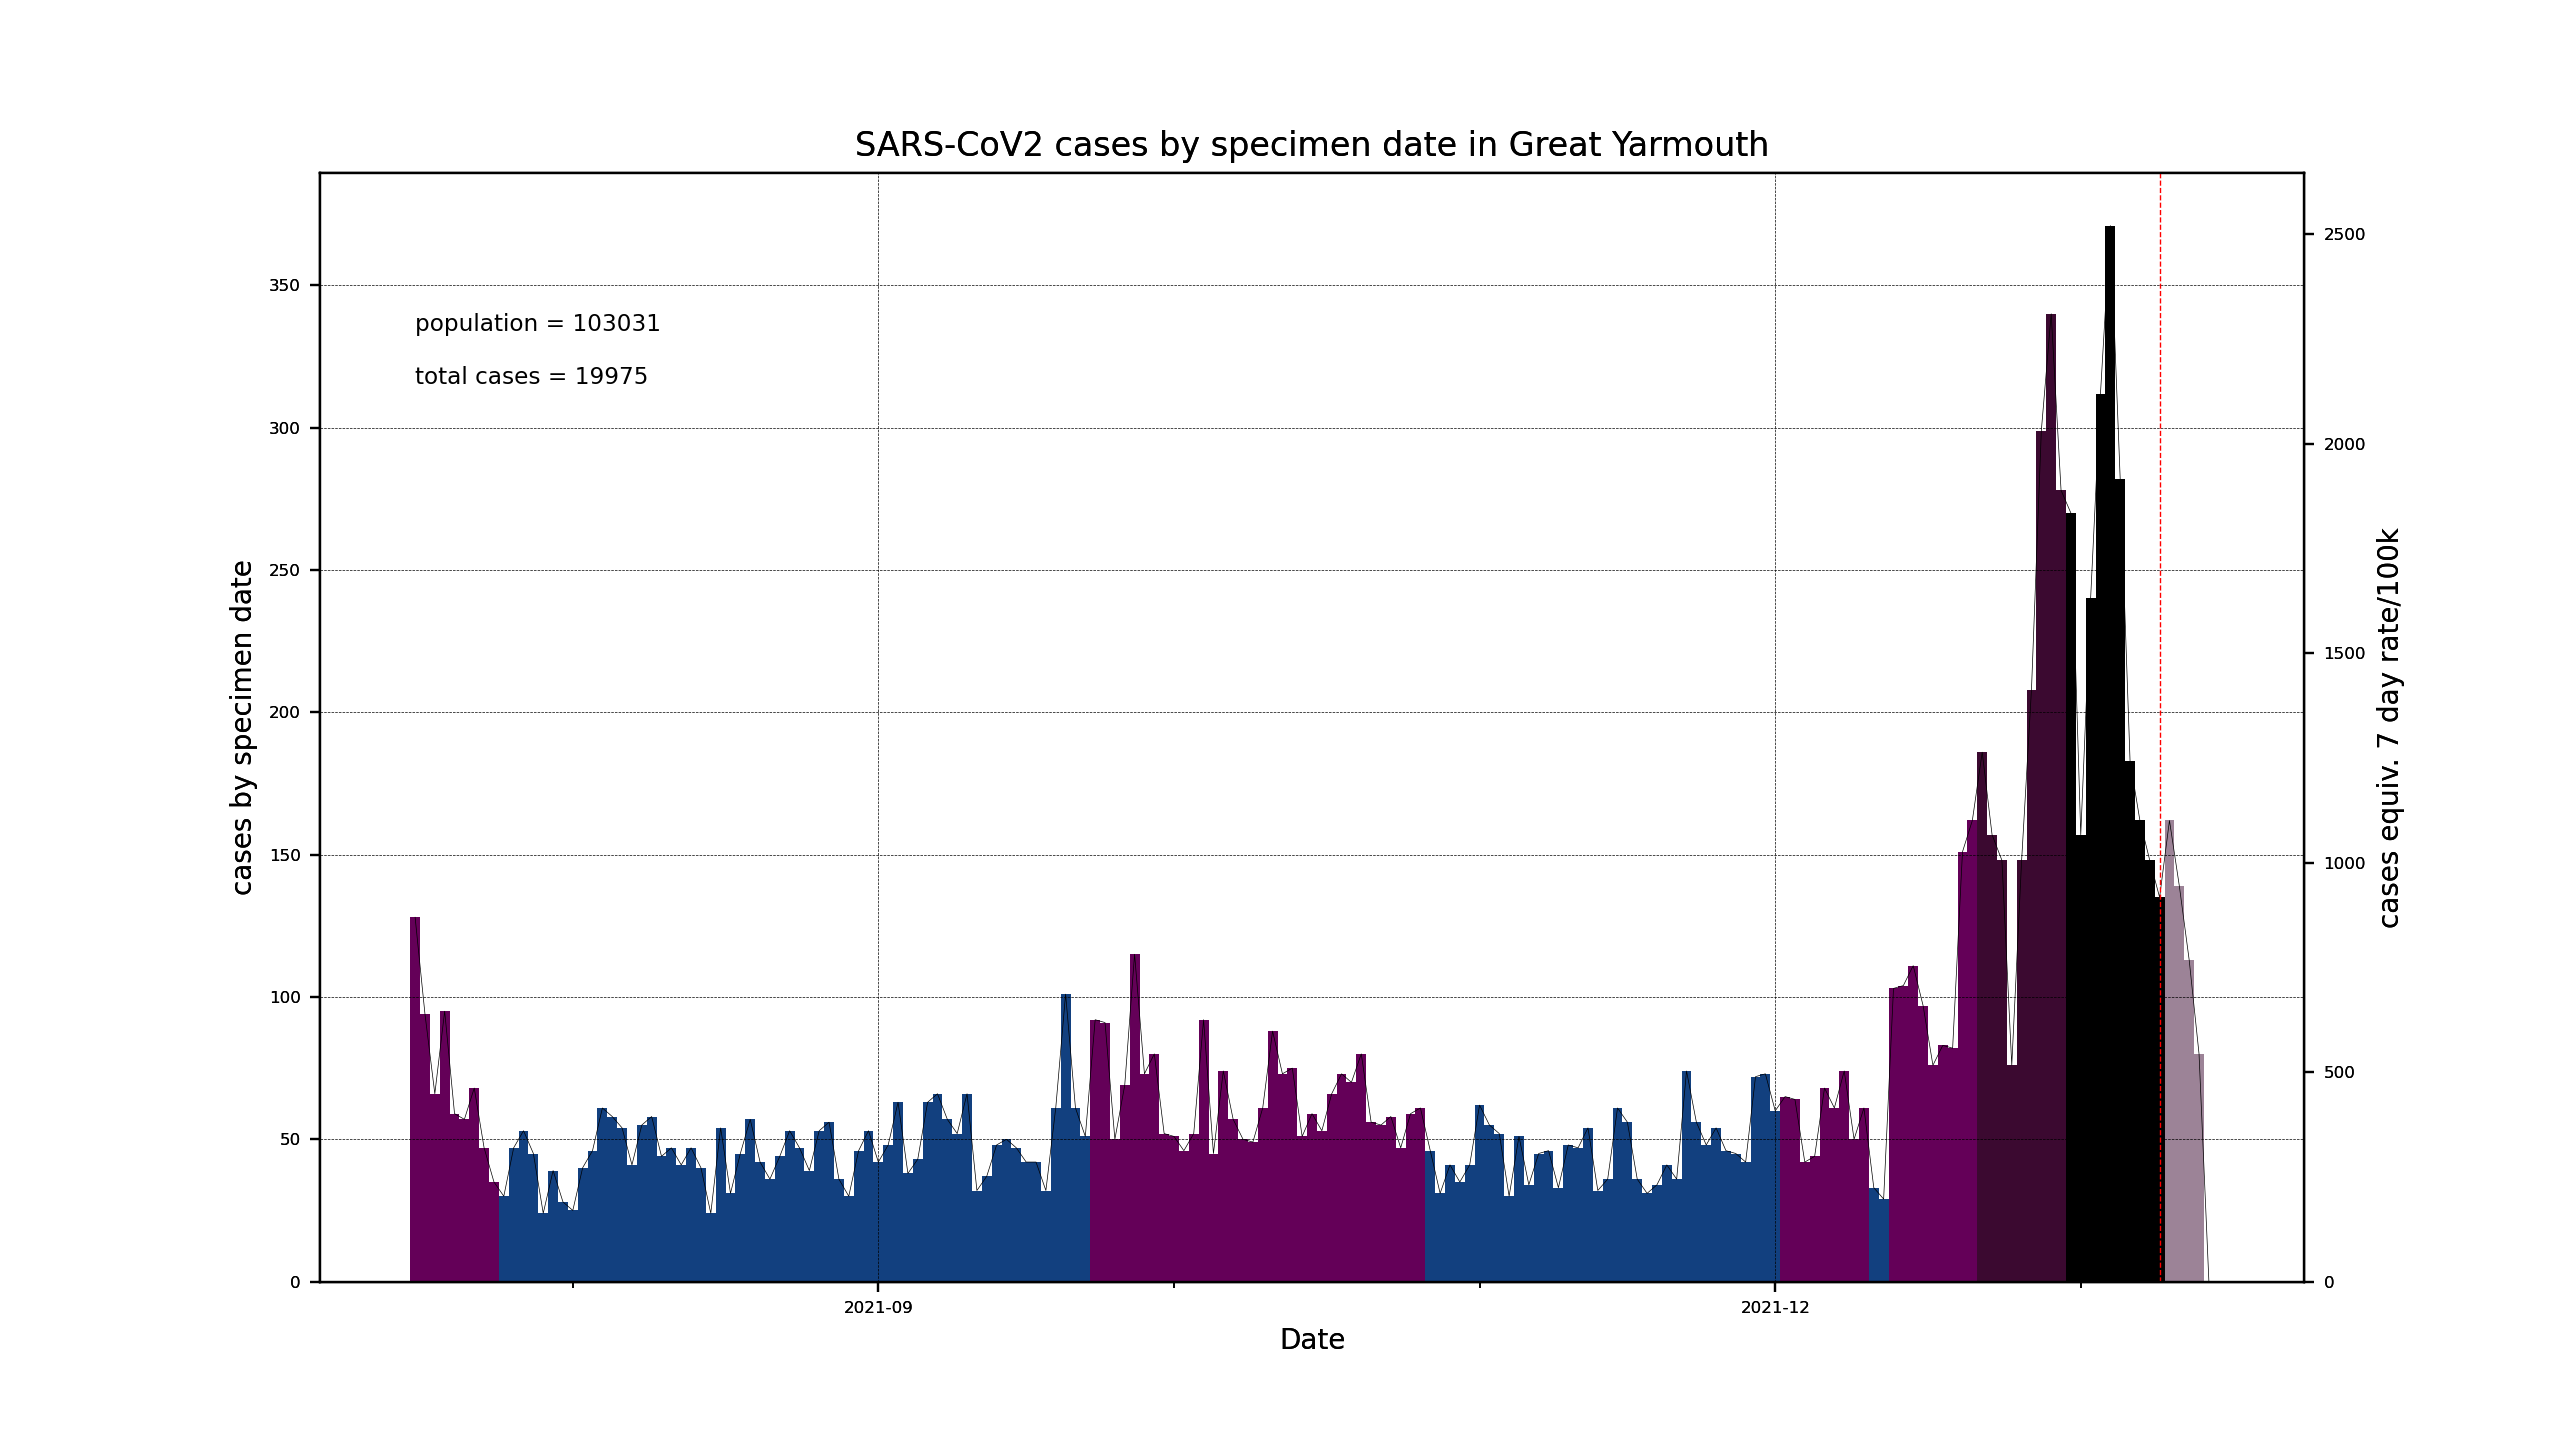 SARS-CoV2 cases by specimen date in Great Yarmouth
population = 103031
total cases = 19975
cases by specimen date
350
300
250
200
150
100
50
0
2500
2000
1500
1000
500
0
cases equiv. 7 day rate/100k
2021-09
2021-12
Date